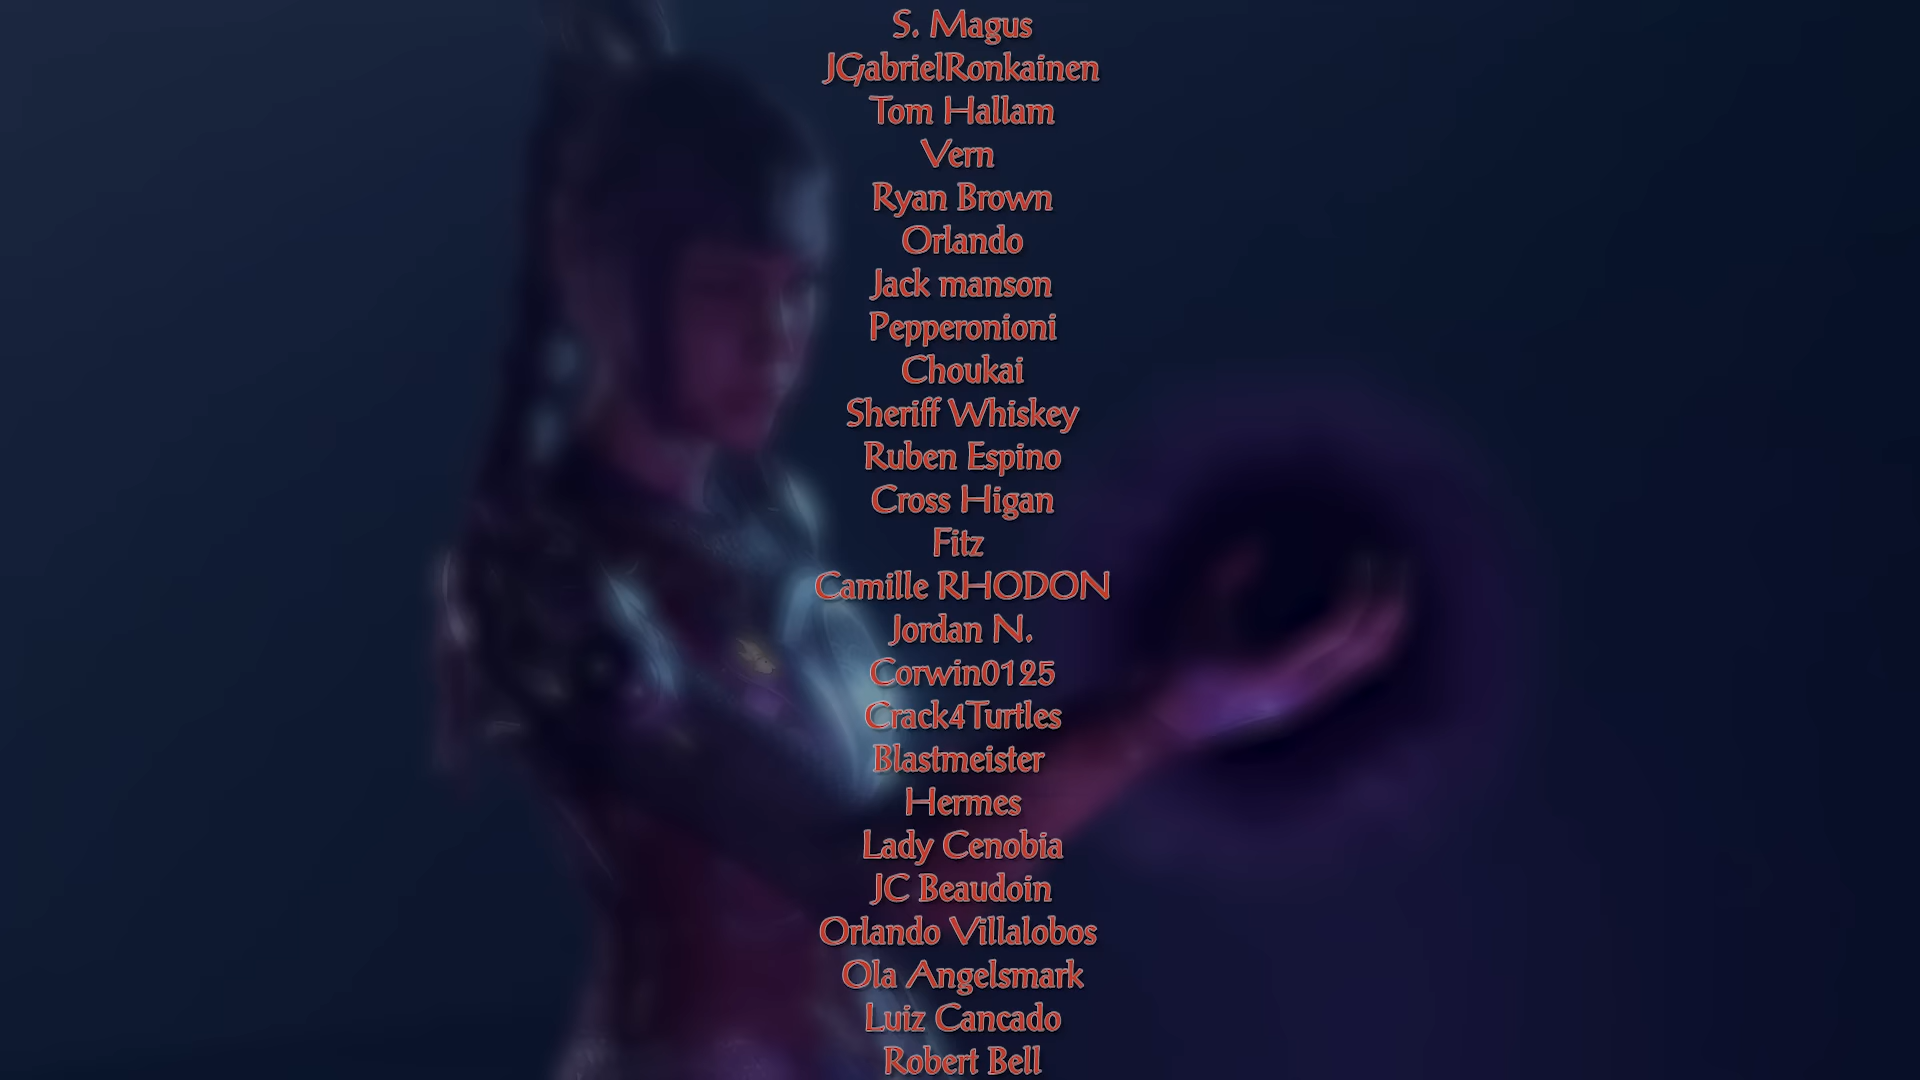 S. Magus
JGabrielRonkainen
Tom Hallam
Vern
Ryan Brown
Orlando
Jack manson
Pepperonioni
Choukai
Sheriff Whiskey
Ruben Espino
Cross Higan
Fitz
Camille RHODON
Jordan N.
Corwin0125
Crack4Turtles
Blastmeister
Hermes
Lady Cenobia
JC Beaudoin
Orlando Villalobos
Ola Angelsmark
Luiz Cancado
Robert Bell